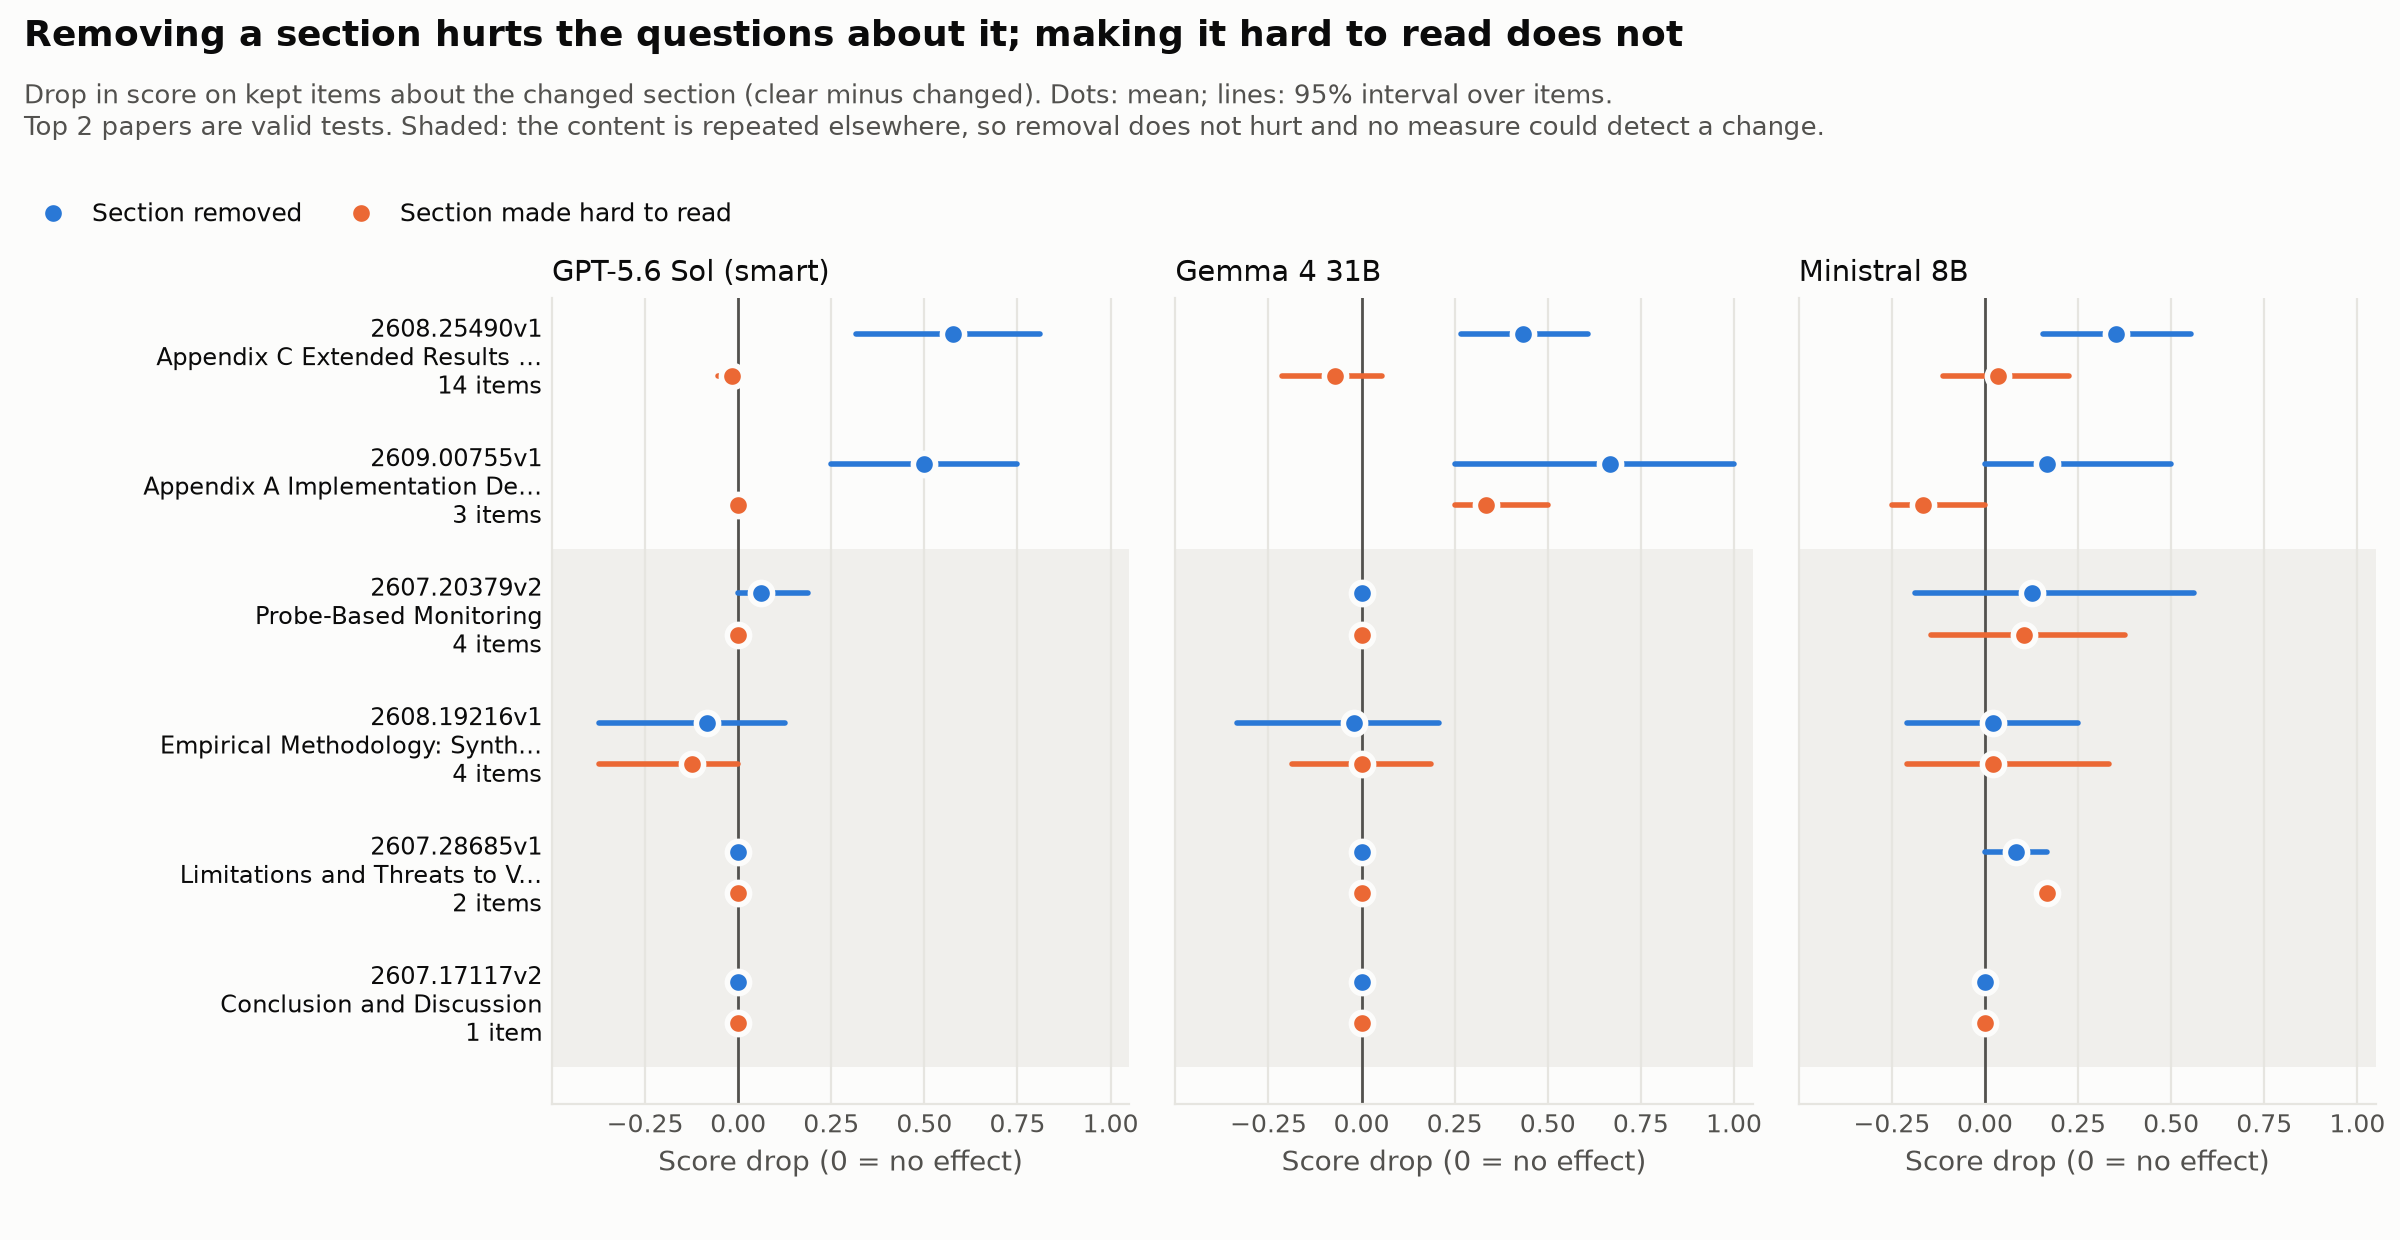 Removing a section hurts the questions about it; making it hard to read does not
Drop in score on kept items about the changed section (clear minus changed). Dots: mean; lines: 95% interval over items.
Top 2 papers are valid tests. Shaded: the content is repeated elsewhere, so removal does not hurt and no measure could detect a change.
Section removed
Section made hard to read
GPT-5.6 Sol (smart)
Gemma 4 31B
Ministral 8B
2608.25490v1
Appendix C Extended Results …
14 items
2609.00755v1
Appendix A Implementation De…
3 items
2607.20379v2
Probe-Based Monitoring
4 items
2608.19216v1
Empirical Methodology: Synth…
4 items
2607.28685v1
Limitations and Threats to V…
2 items
2607.17117v2
Conclusion and Discussion
1 item
−0.25 0.00 0.25 0.50 0.75 1.00
−0.25 0.00 0.25 0.50 0.75 1.00
−0.25 0.00 0.25 0.50 0.75 1.00
Score drop (0 = no effect)
Score drop (0 = no effect)
Score drop (0 = no effect)